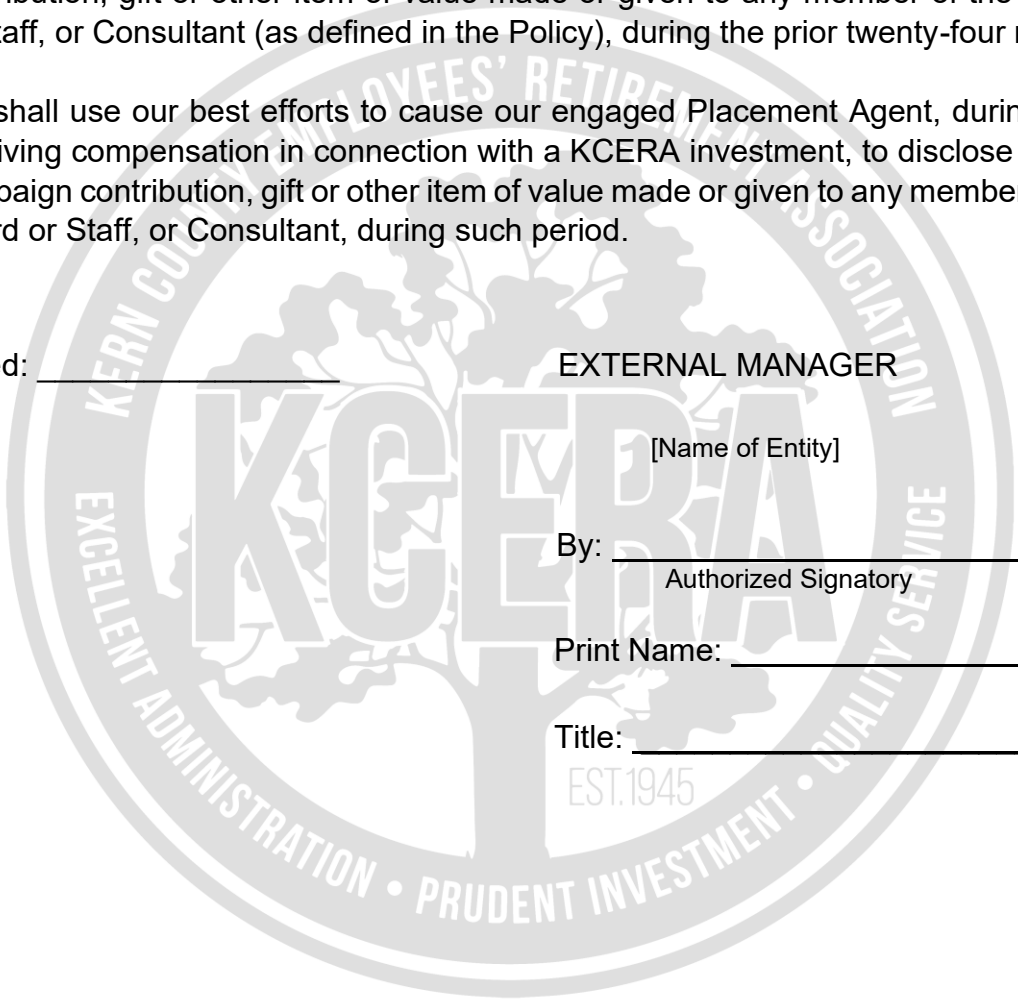 gift or other item of value made or given to any member of the
taff, or Consultant (as defined in the Policy), during the prior twenty-four
shall use our best efforts to cause our engaged Placement Agent, durin
iving compensation in connection with a KCERA investment, to disclose
paign contribution, gift or other item of value made or given to any member
rd or Staff, or Consultant, during such period.
ed: _________________
EXTERNAL MANAGER
[Name of Entity]
By:
Authorized Signatory
Print Name:
Title:
KERN COUNTY EMPLOYEES' RETIREMENT ASSOCIATION
KCERA
EST.1945
EXCELLENT ADMINISTRATION • PRUDENT INVESTMENT • QUALITY SERVICE